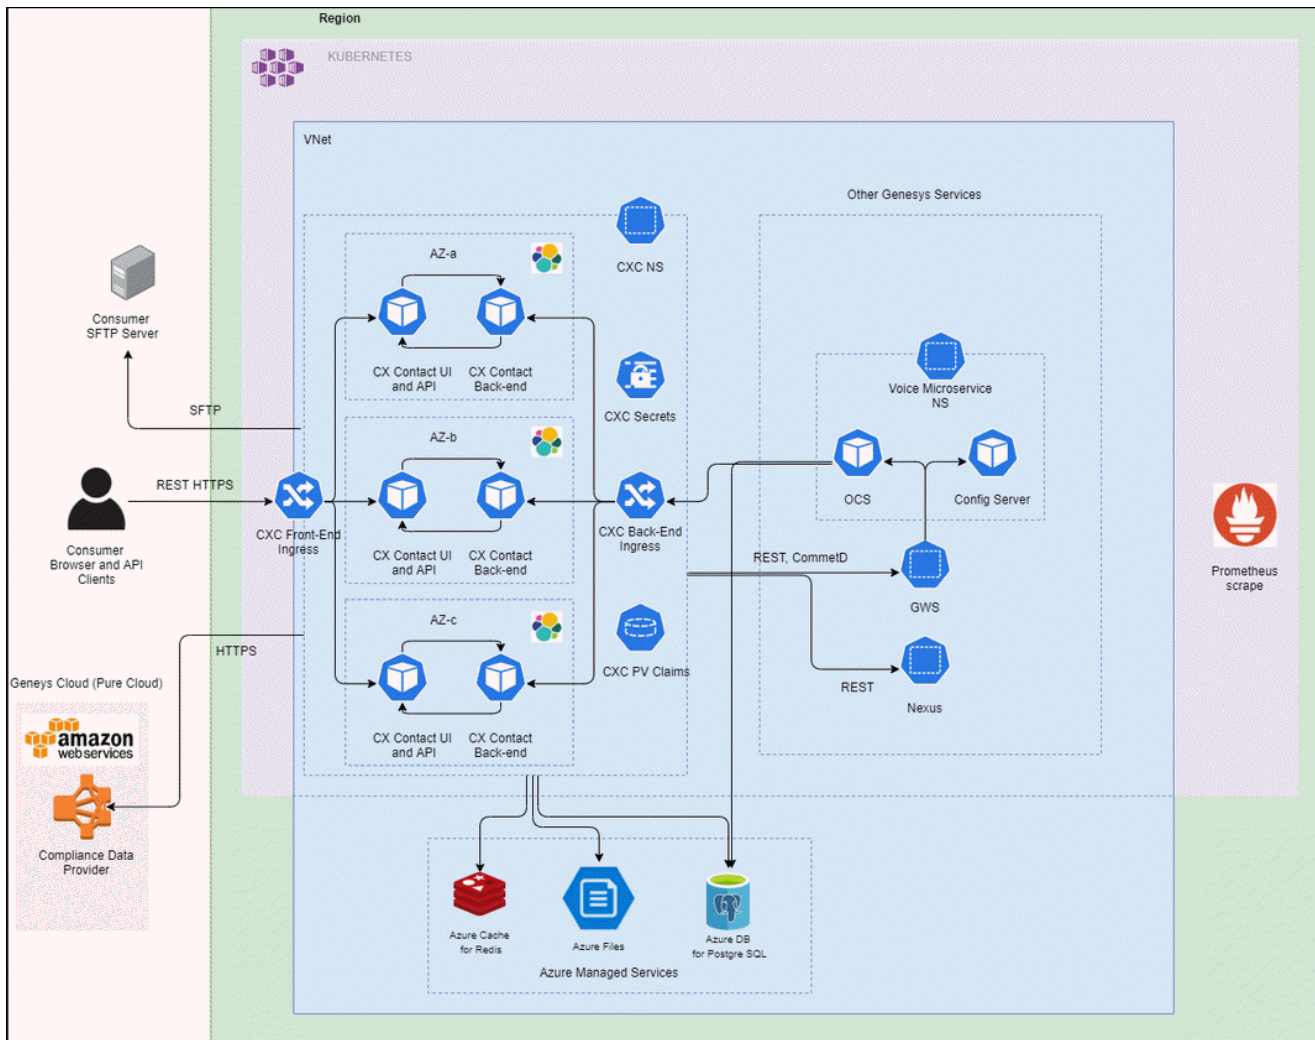 Region
KUBERNETES
VNet
Other Genesys Services
CXC NS
AZ-a
CX Contact UI
and API
CX Contact
Back-end
Consumer
SFTP Server
SFTP
CXC Secrets
Voice Microservice
NS
AZ-b
OCS
Config Server
REST HTTPS
CXC Front-End
Ingress
CX Contact UI
and API
CX Contact
Back-end
CXC Back-End
Ingress
Consumer
Browser and API
Clients
REST, CommetD
GWS
Prometheus
scrape
AZ-c
HTTPS
CXC PV Claims
REST
Nexus
Geneys Cloud (Pure Cloud)
amazon
webservices
CX Contact UI
and API
CX Contact
Back-end
Compliance Data
Provider
Azure Cache
for Redis
Azure Files
Azure DB
for Postgre SQL
Azure Managed Services